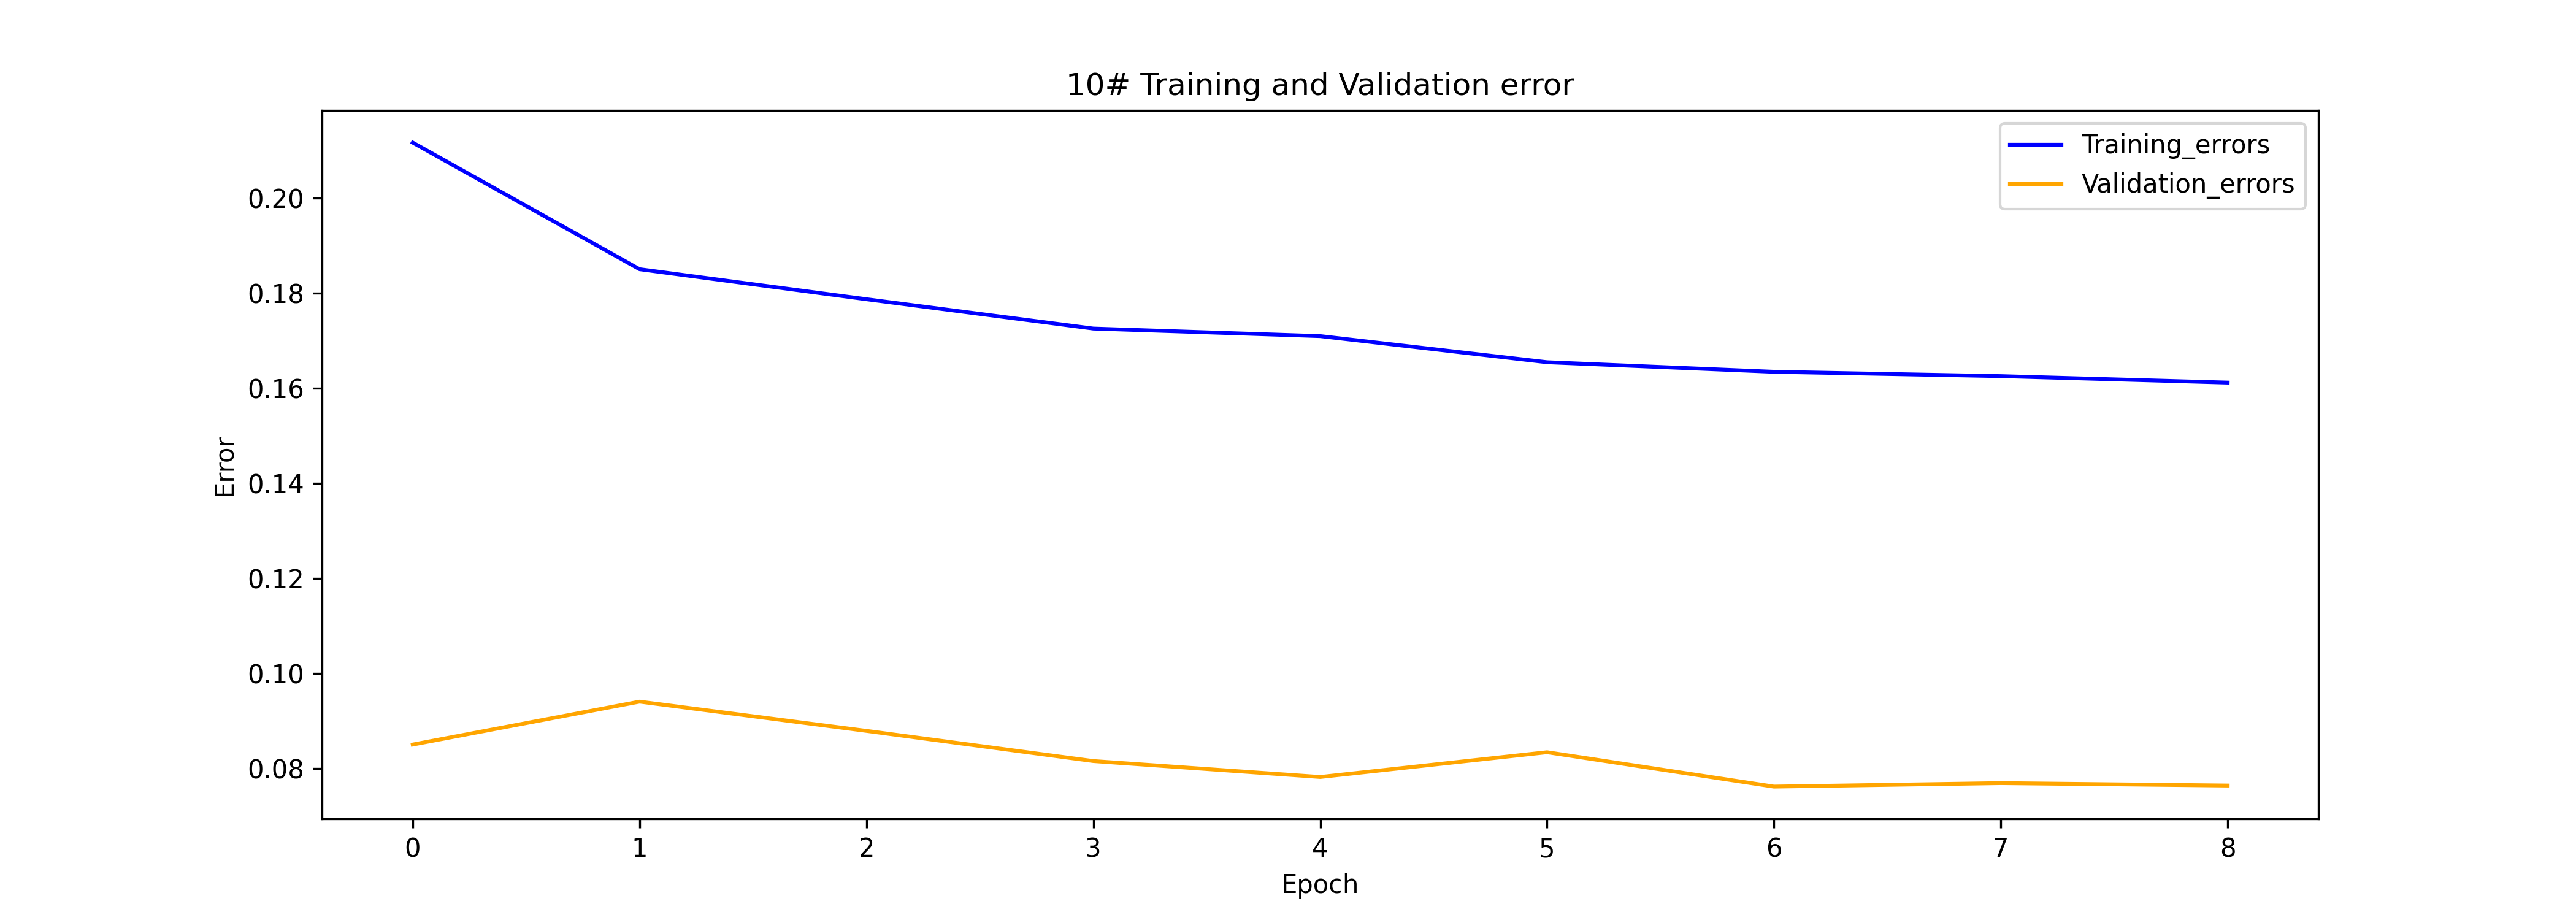 10# Training and Validation error
Training_errors
Validation_errors
0.20
0.18
0.16
0.14
0.12
0.10
0.08
Error
0 1 2 3 4 5 6 7 8
Epoch